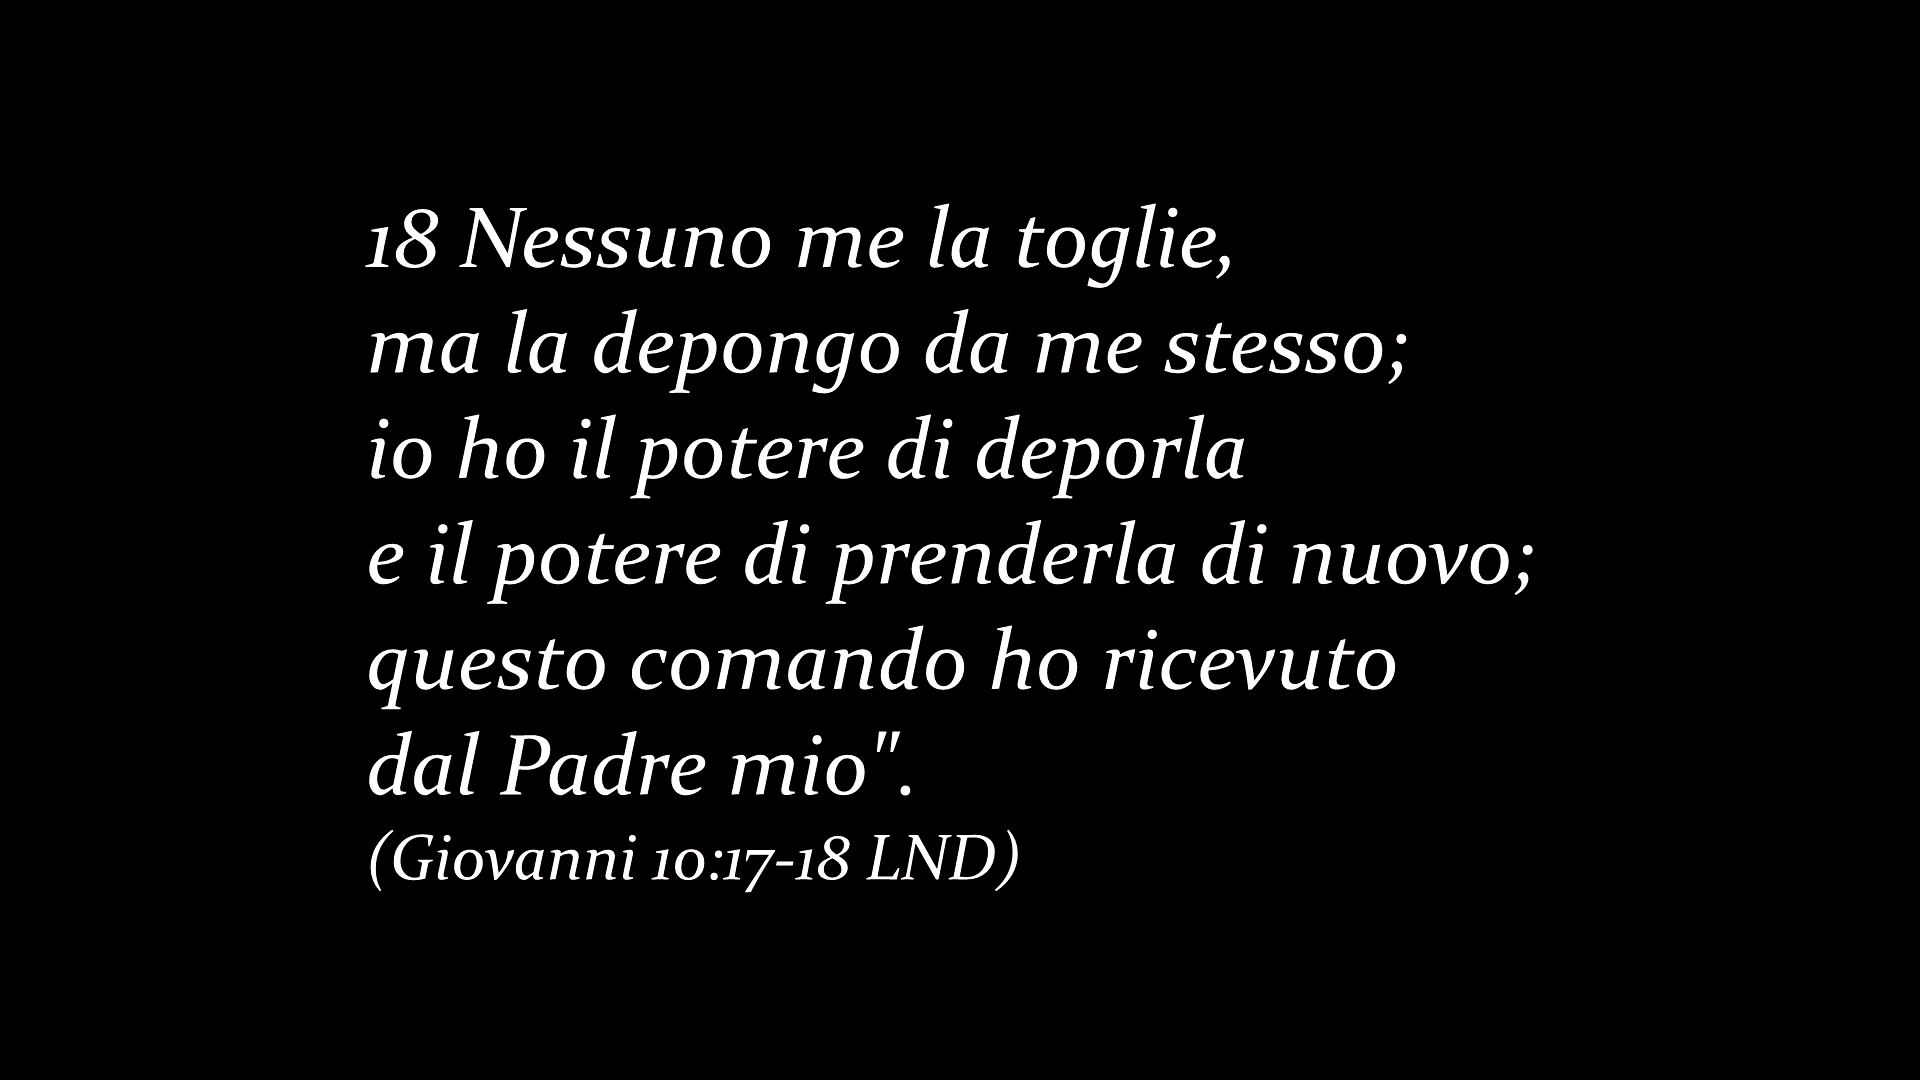 18 Nessuno me la toglie,
ma la depongo da me stesso;
io ho il potere di deporla
e il potere di prenderla di nuovo;
questo comando ho ricevuto
dal Padre mio".
(Giovanni 10:17-18 LND)